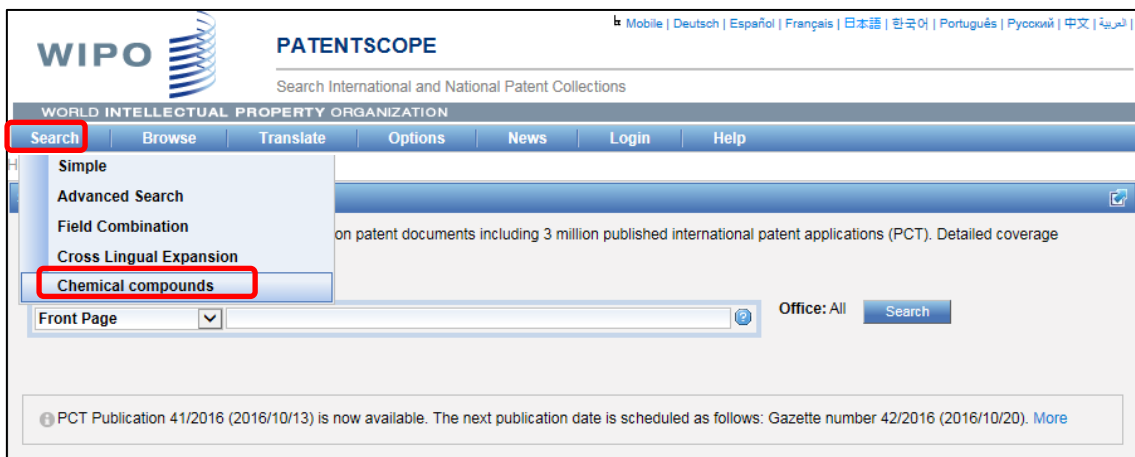 Mobile | Deutsch | Español | Français | 日本語 | 한국어 | Português | Русский | 中文 | العربية |
WIPO
PATENTSCOPE
Search International and National Patent Collections
WORLD INTELLECTUAL PROPERTY ORGANIZATION
Search Browse Translate Options News Login Help
H
Simple
Advanced Search
Field Combination
on patent documents including 3 million published international patent applications (PCT). Detailed coverage
Cross Lingual Expansion
Chemical compounds
Front Page
Office: All
Search
PCT Publication 41/2016 (2016/10/13) is now available. The next publication date is scheduled as follows: Gazette number 42/2016 (2016/10/20). More